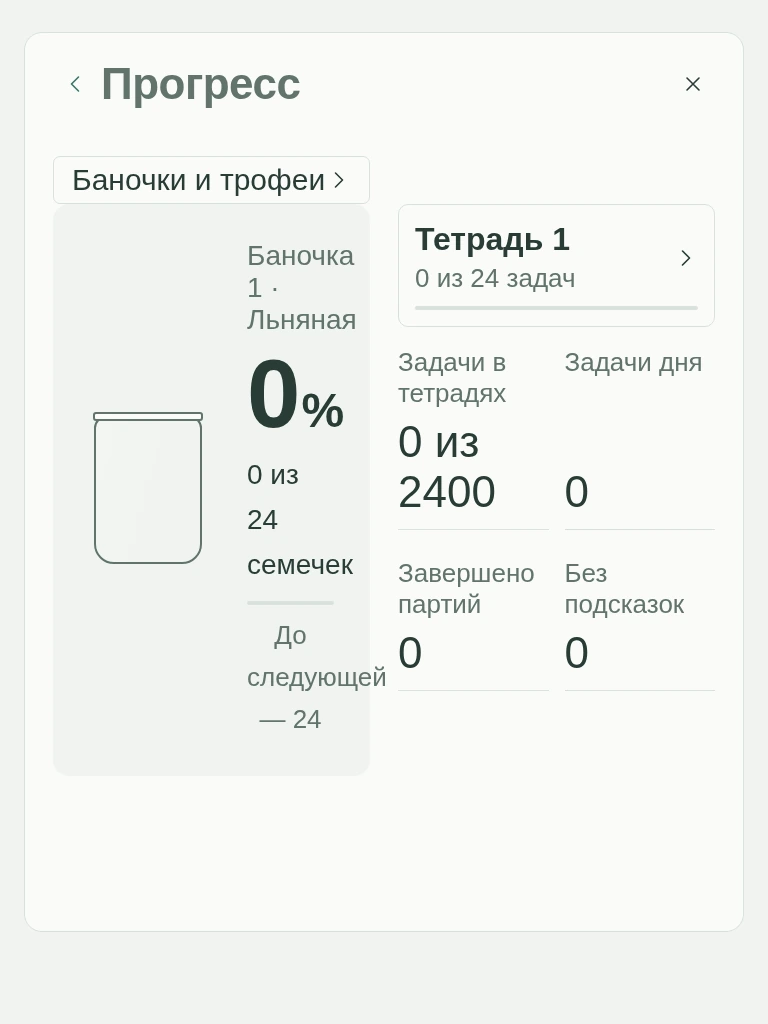 Прогресс
Баночки и трофеи
Баночка
1 ·
Льняная
0%
0 из
24
семечек
До
следующей
— 24
Тетрадь 1
0 из 24 задач
Задачи в
тетрадях
0 из
2400
Задачи дня
0
Завершено
партий
0
Без
подсказок
0